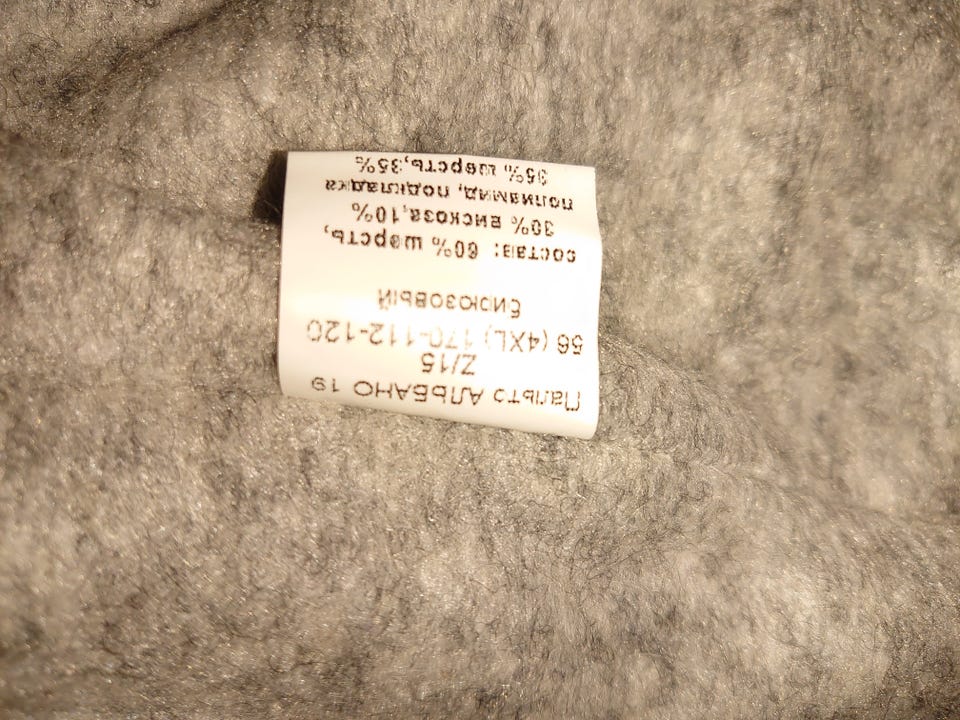 Пальто АЛЬБАНО 19
Z/15
56 (4XL) 170-112-120
бирюзовый
состав: 60% шерсть,
30% вискоза,10%
полиамид, подкладка
35% шерсть,35%